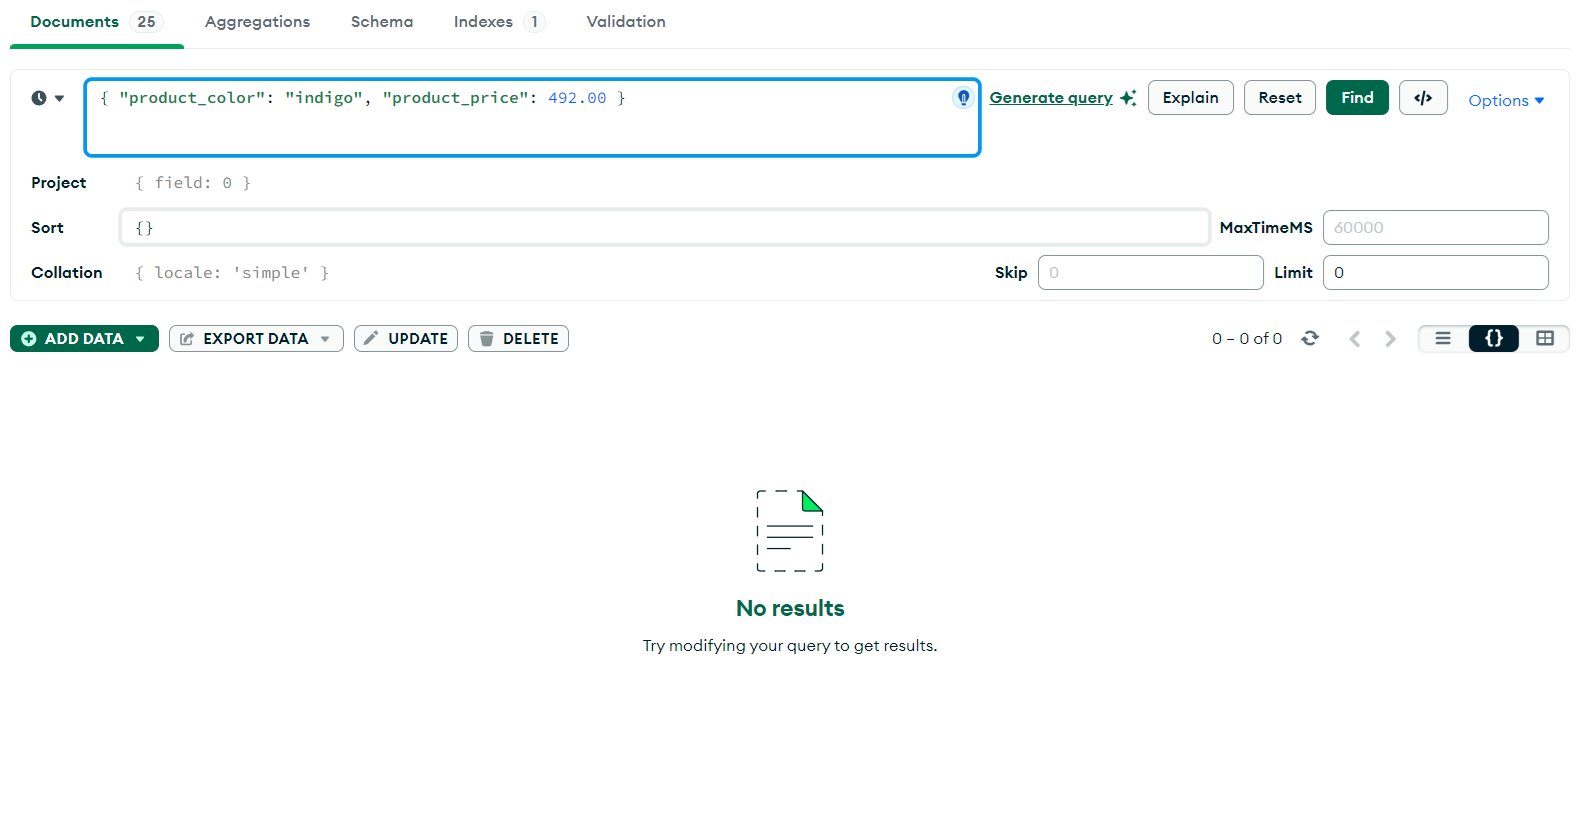 Documents 25 Aggregations Schema Indexes 1 Validation
{ "product_color": "indigo", "product_price": 492.00 } Generate query Explain Reset Find </> Options
Project { field: 0 }
Sort {} MaxTimeMS 60000
Collation { locale: 'simple' } Skip 0 Limit 0
ADD DATA EXPORT DATA UPDATE DELETE 0 – 0 of 0 {}
No results
Try modifying your query to get results.